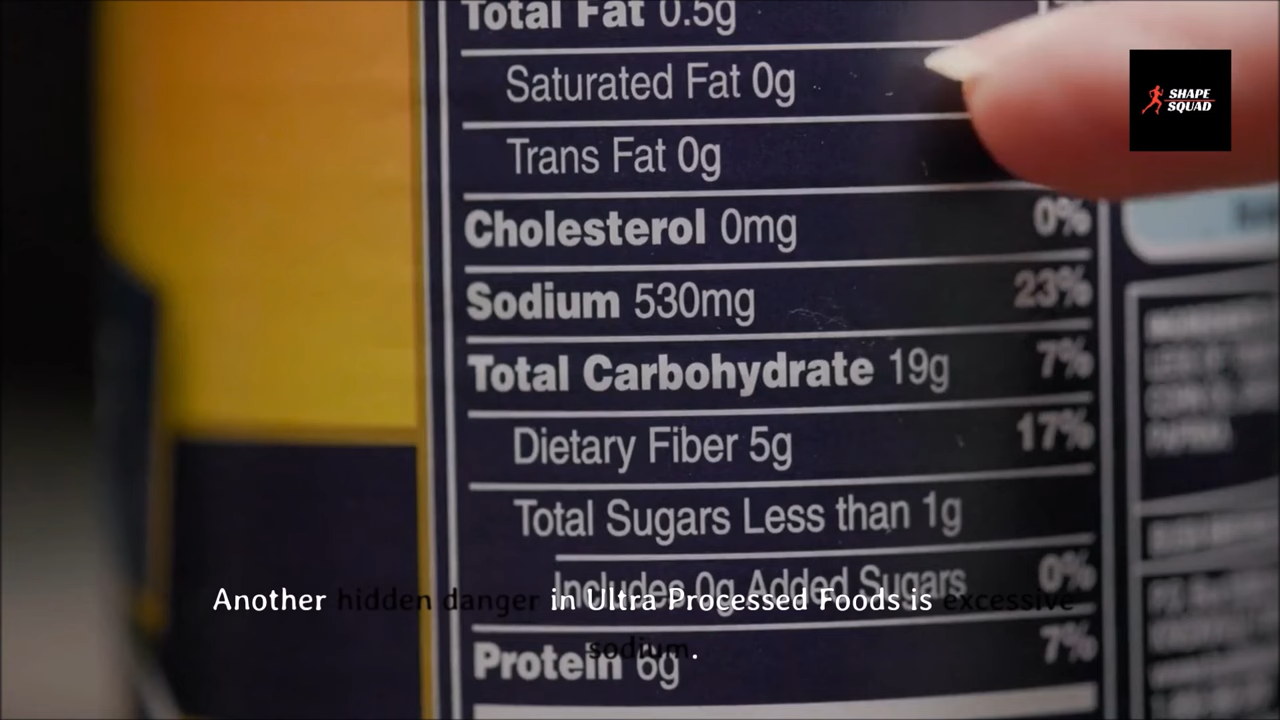 Total Fat 0.5g
SHAPE
SQUAD
Saturated Fat 0g
Trans Fat 0g
Cholesterol 0mg 0%
Sodium 530mg 23%
Total Carbohydrate 19g 7%
Dietary Fiber 5g 17%
Total Sugars Less than 1g
Includes 0g Added Sugars 0%
Another hidden danger in Ultra Processed Foods is excessive
sodium.
Protein 6g 7%